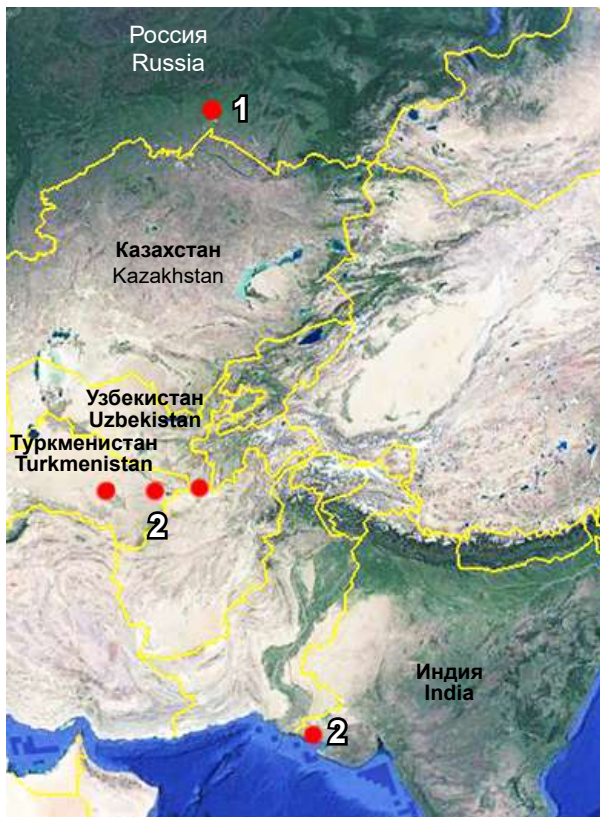 Россия
Russia
1
Казахстан
Kazakhstan
Узбекистан
Uzbekistan
Туркменистан
Turkmenistan
2
Индия
India
2